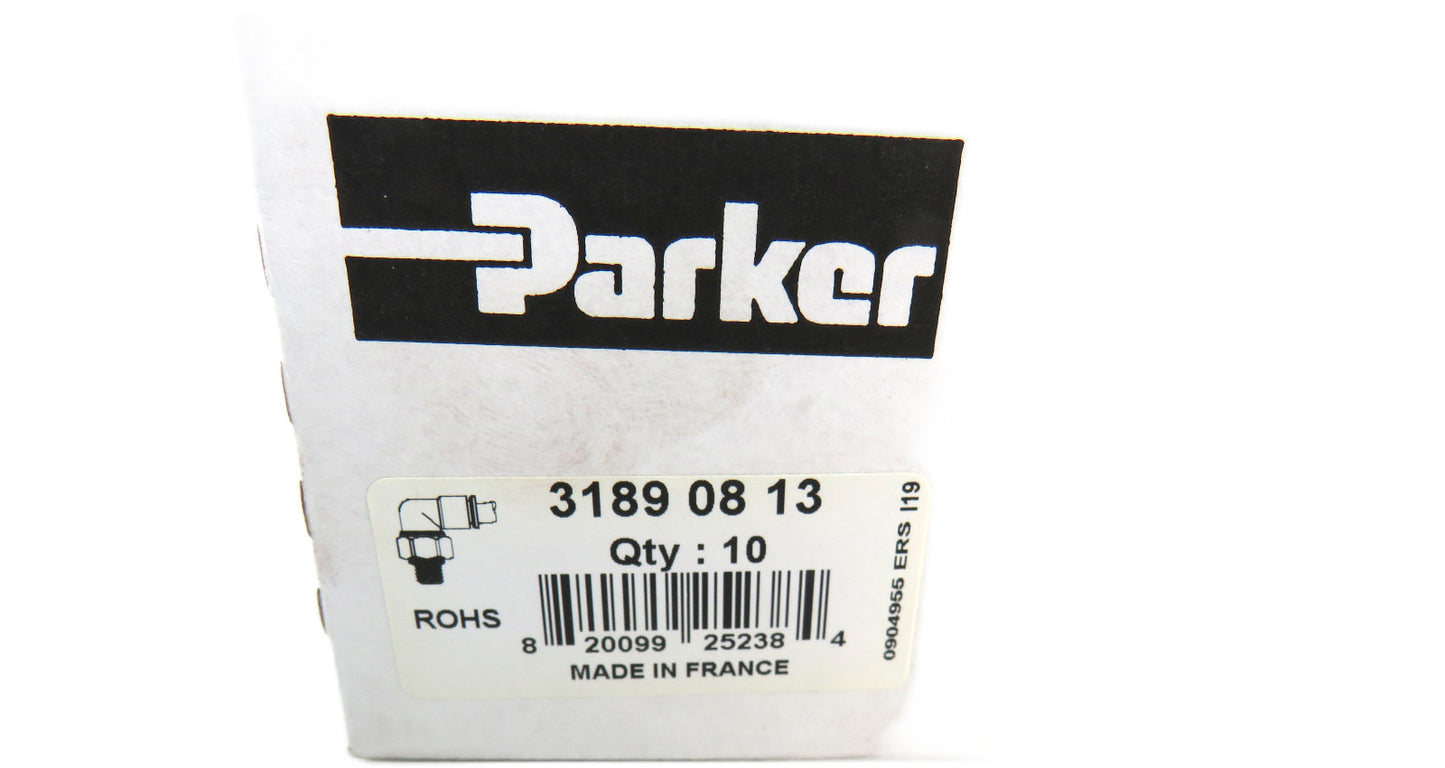 Parker
3189 08 13
Qty : 10
ROHS
8 20099 25238 4
MADE IN FRANCE
0904955 ERS I19